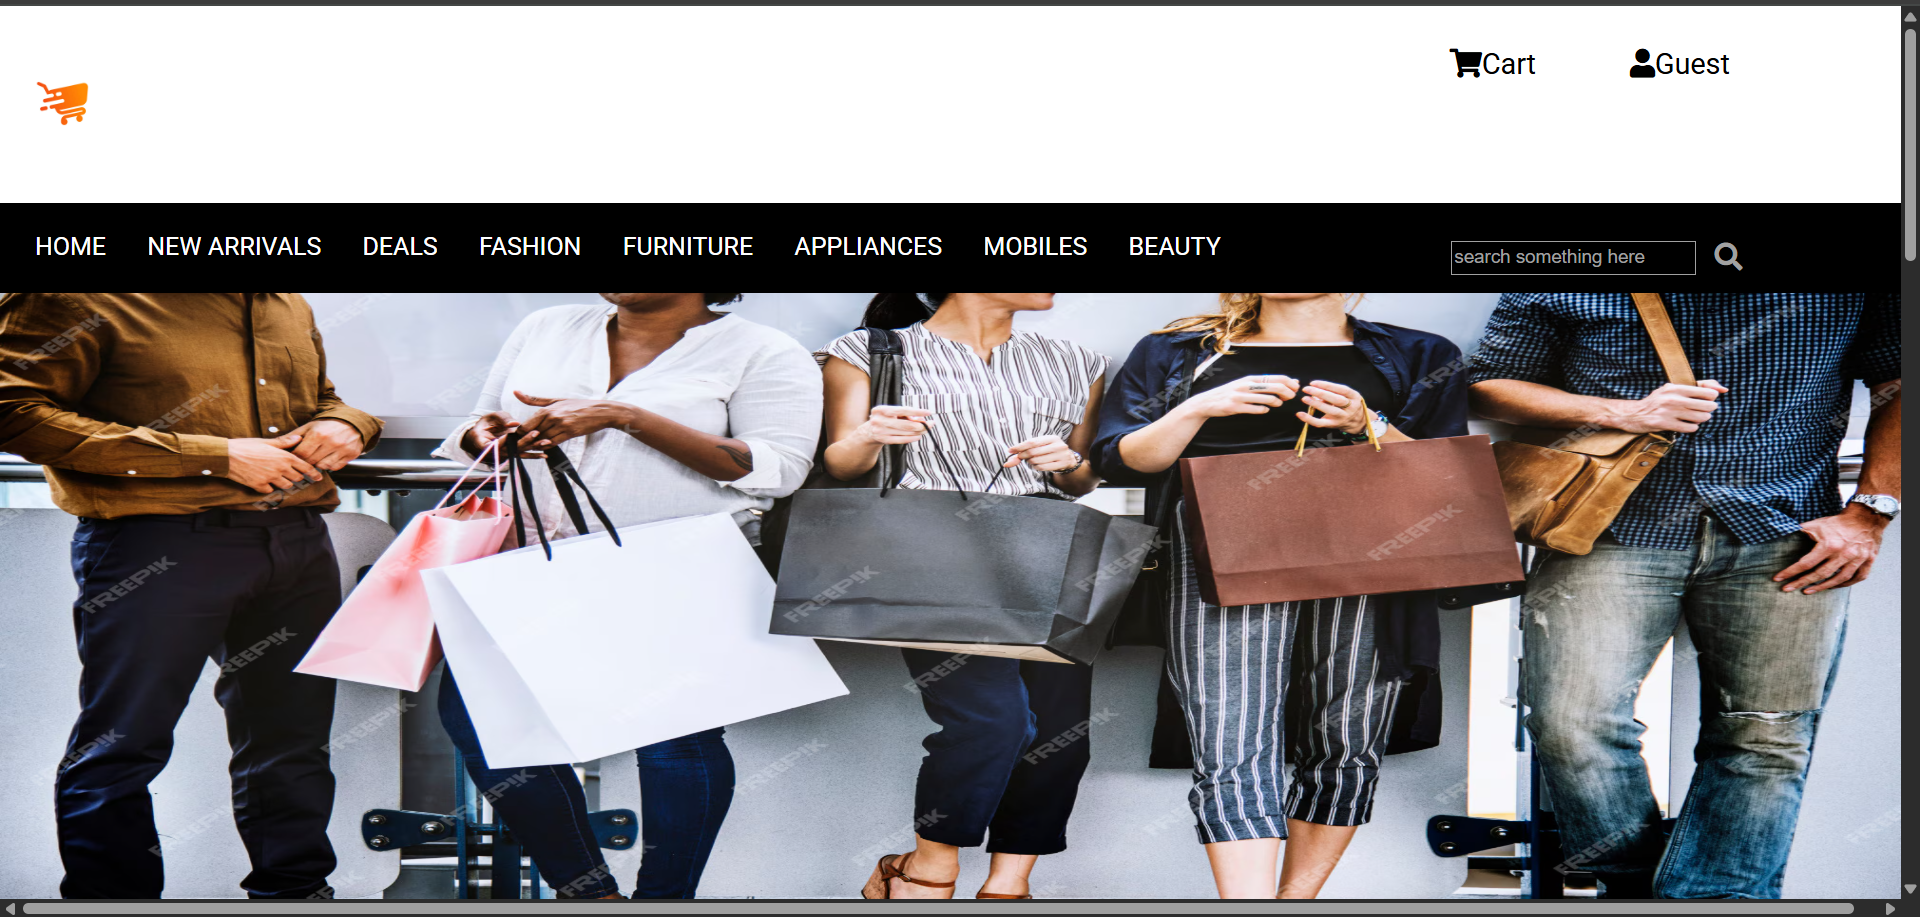 Cart Guest
HOME NEW ARRIVALS DEALS FASHION FURNITURE APPLIANCES MOBILES BEAUTY
search something here
FREEPIK